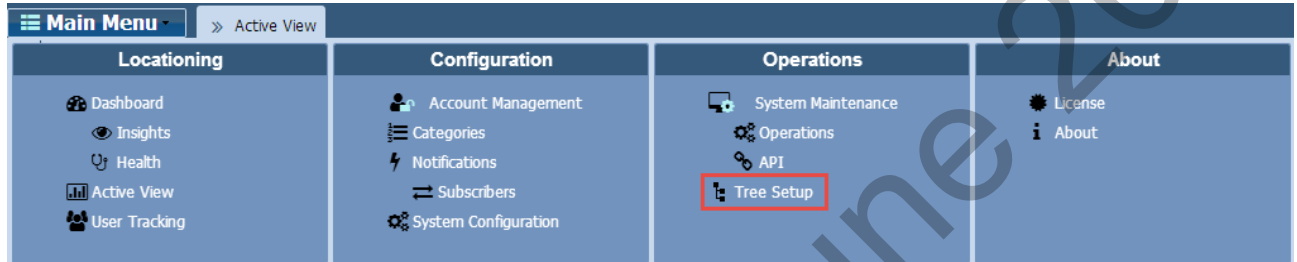 Main Menu
» Active View
Locationing
Dashboard
Insights
Health
Active View
User Tracking
Configuration
Account Management
Categories
Notifications
Subscribers
System Configuration
Operations
System Maintenance
Operations
API
Tree Setup
About
License
About